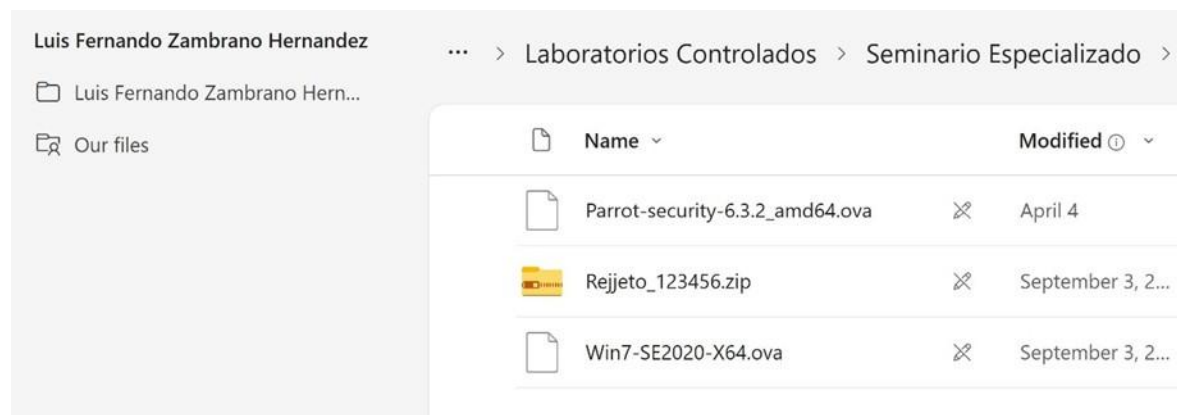 Luis Fernando Zambrano Hernandez
Luis Fernando Zambrano Hern...
Our files
... > Laboratorios Controlados > Seminario Especializado >
Name Modified
Parrot-security-6.3.2_amd64.ova April 4
Rejjeto_123456.zip September 3, 2...
Win7-SE2020-X64.ova September 3, 2...